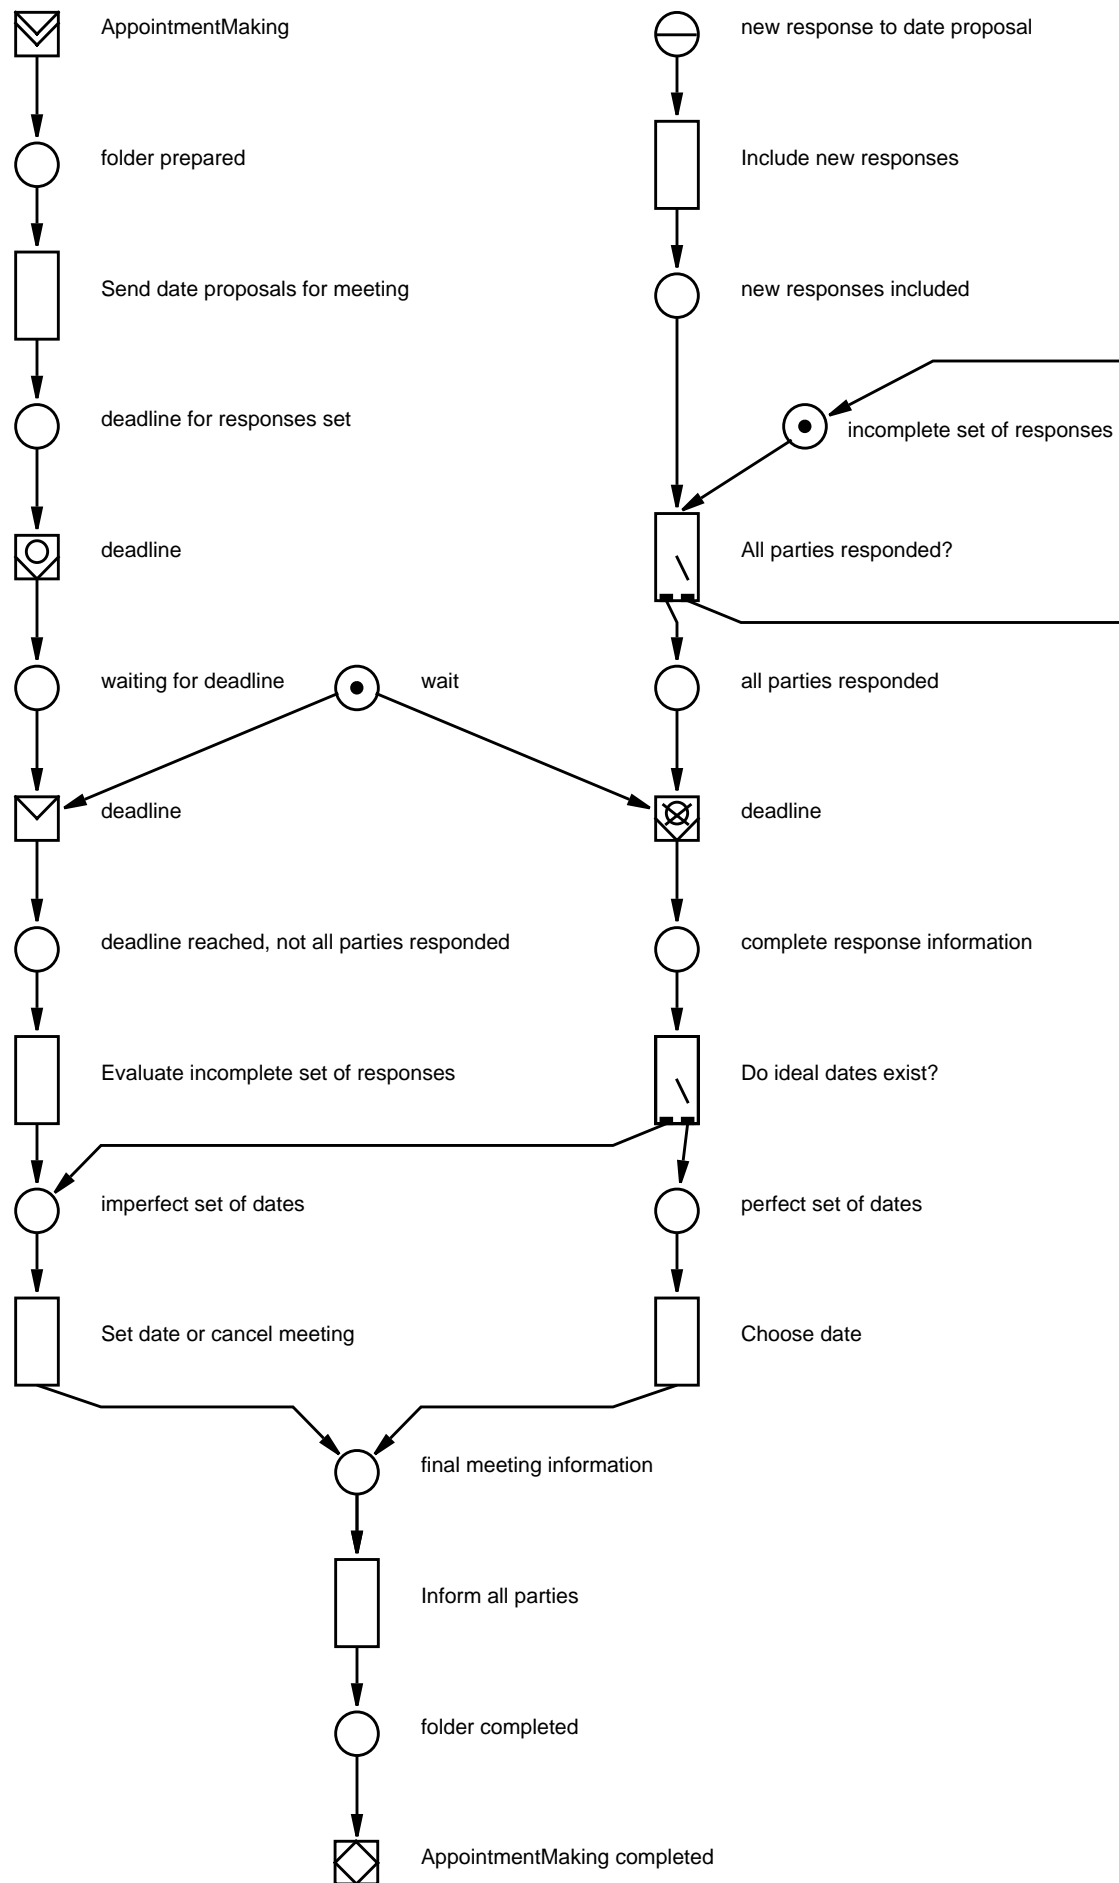 AppointmentMaking
new response to date proposal
folder prepared
Include new responses
Send date proposals for meeting
new responses included
deadline for responses set
incomplete set of responses
deadline
All parties responded?
waiting for deadline
wait
all parties responded
deadline
deadline
deadline reached, not all parties responded
complete response information
Evaluate incomplete set of responses
Do ideal dates exist?
imperfect set of dates
perfect set of dates
Set date or cancel meeting
Choose date
final meeting information
Inform all parties
folder completed
AppointmentMaking completed